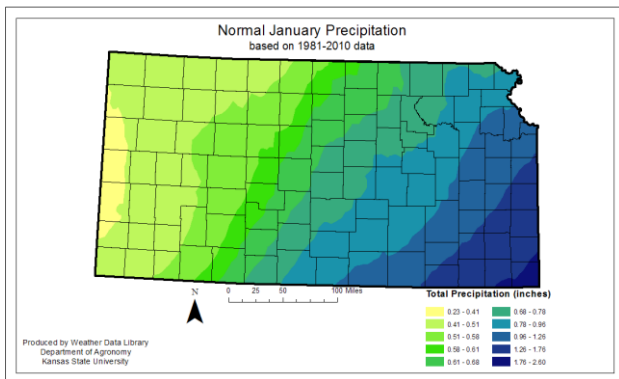 Normal January Precipitation
based on 1981-2010 data
N
0 25 50 100 Miles
Total Precipitation (inches)
0.23 - 0.41
0.41 - 0.51
0.51 - 0.58
0.58 - 0.61
0.61 - 0.68
0.68 - 0.78
0.78 - 0.96
0.96 - 1.26
1.26 - 1.76
1.76 - 2.60
Produced by Weather Data Library
Department of Agronomy
Kansas State University